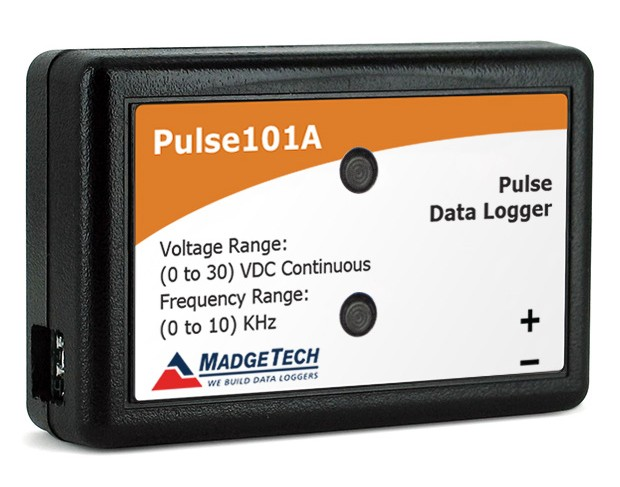 Pulse101A
Pulse
Data Logger
Voltage Range:
(0 to 30) VDC Continuous
Frequency Range:
(0 to 10) KHz
+
−
MADGETECH
WE BUILD DATA LOGGERS